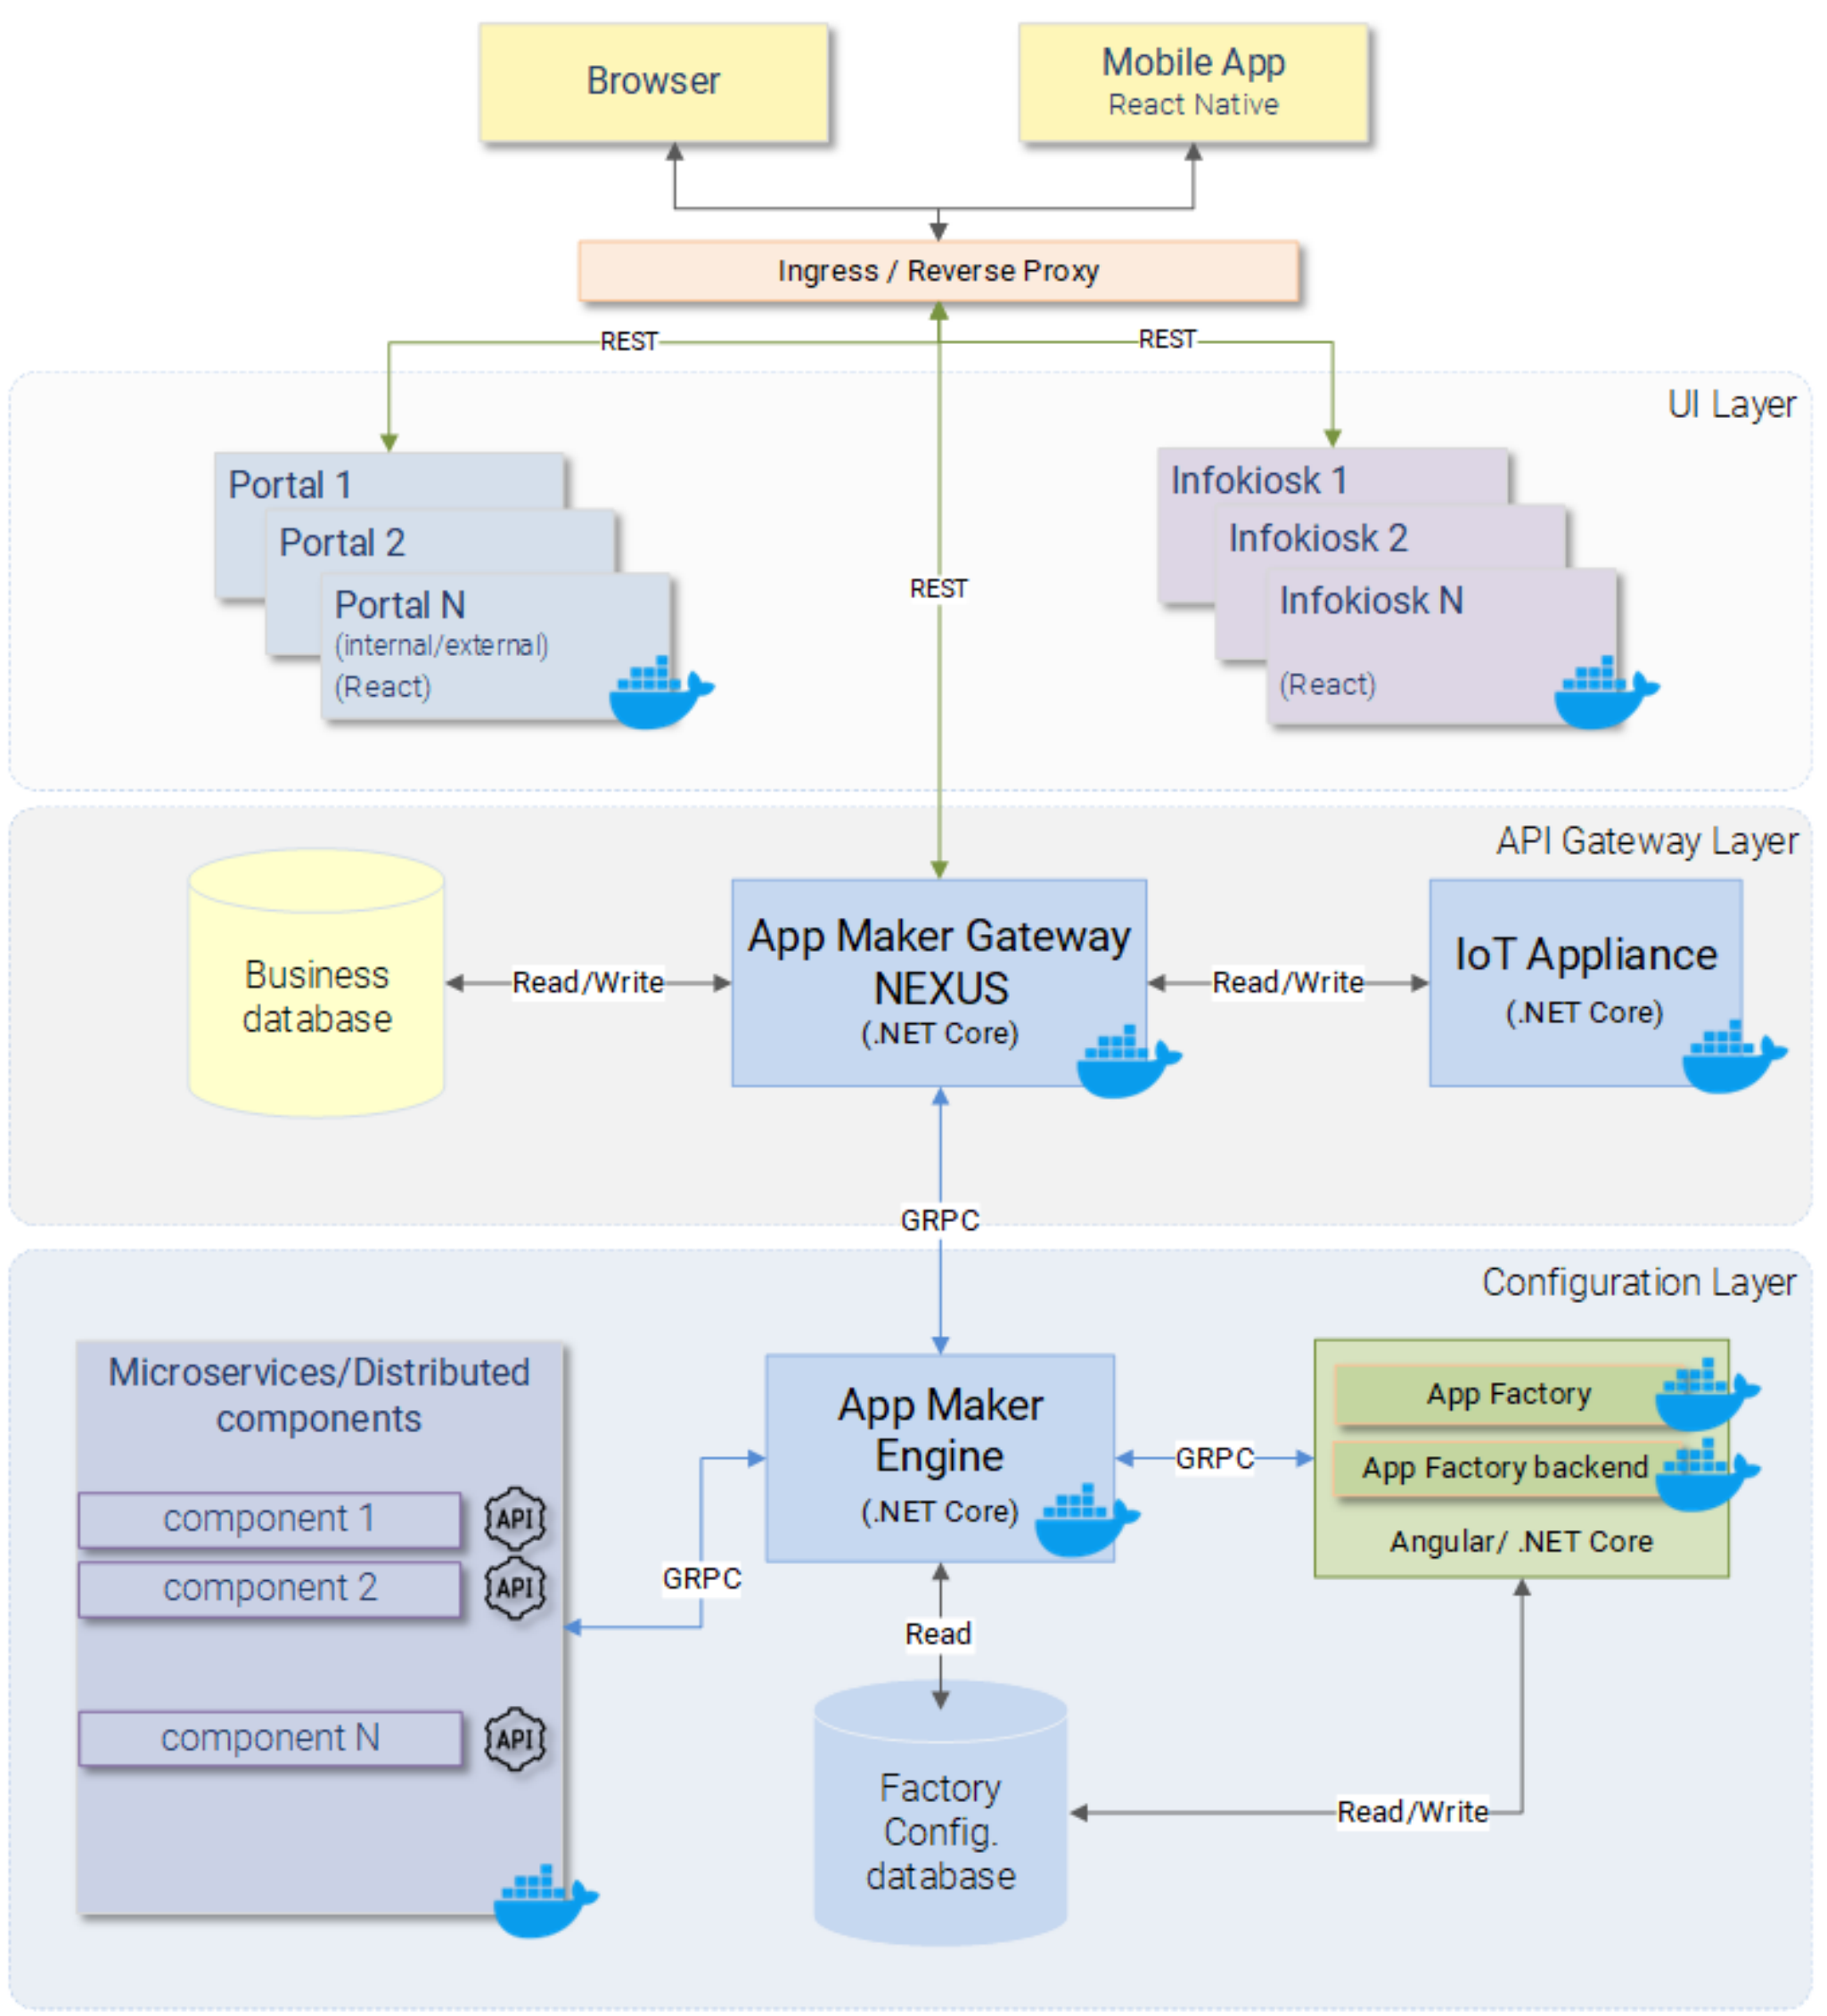 Browser
Mobile App
React Native
Ingress / Reverse Proxy
REST
REST
UI Layer
Portal 1
Portal 2
Portal N
(internal/external)
(React)
REST
Infokiosk 1
Infokiosk 2
Infokiosk N
(React)
API Gateway Layer
Business
database
Read/Write
App Maker Gateway
NEXUS
(.NET Core)
Read/Write
IoT Appliance
(.NET Core)
GRPC
Configuration Layer
Microservices/Distributed
components
component 1
API
component 2
API
component N
API
GRPC
App Maker
Engine
(.NET Core)
GRPC
App Factory
App Factory backend
Angular/ .NET Core
Read
Factory
Config.
database
Read/Write